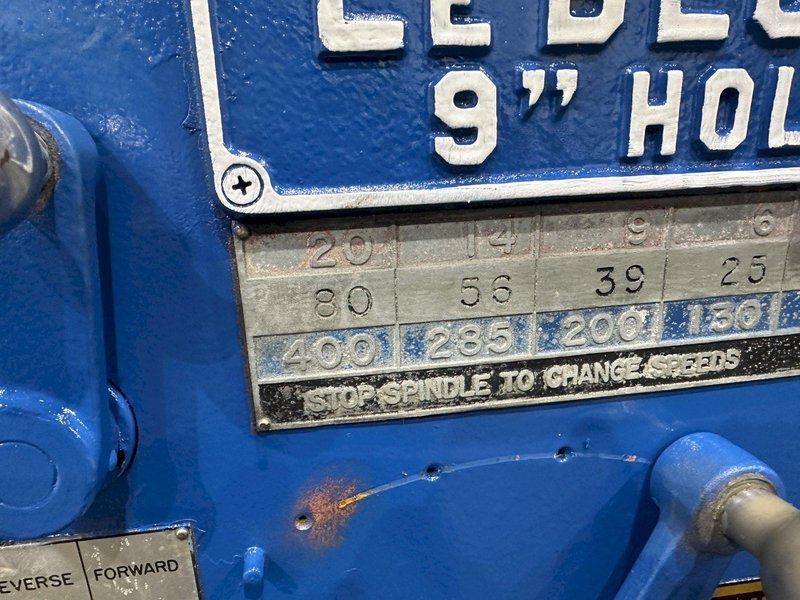 9" HOL
20 14 9 6
80 56 39 25
400 285 200 130
STOP SPINDLE TO CHANGE SPEEDS
EVERSE FORWARD